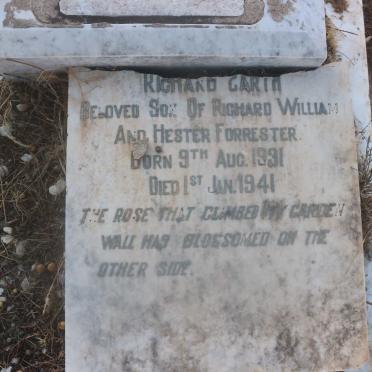 RICHARD GARTH
BELOVED SON OF RICHARD WILLIAM
AND HESTER FORRESTER
BORN 9TH AUG. 1931
DIED 1ST JAN. 1941
THE ROSE THAT CLIMBED MY GARDEN
WALL HAS BLOSSOMED ON THE
OTHER SIDE.